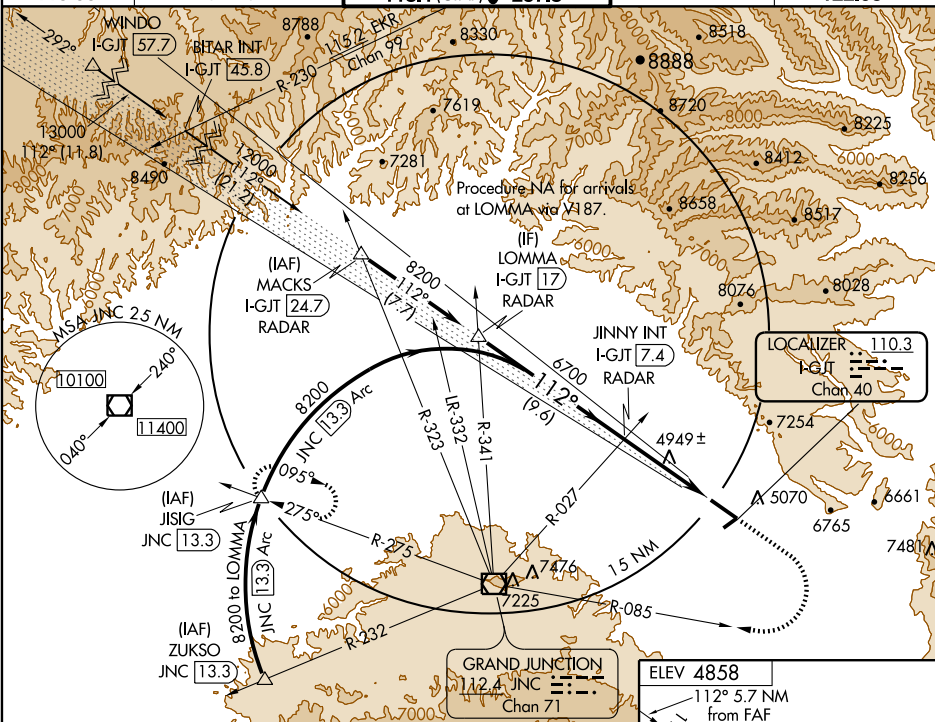 WINDO
I-GJT 57.7
292°
BITAR INT
I-GJT 45.8
8788
115.2 EKR
Chan 99
R-230
8330
8518
8888
7619
8720
8000
8225
13000
112° (11.8)
8490
12000
112°
(21.2)
7281
8412
6000
8256
Procedure NA for arrivals
at LOMMA via V187.
8658
8517
6000
(IAF)
MACKS
I-GJT 24.7
RADAR
8200
112°
(7.7)
(IF)
LOMMA
I-GJT 17
RADAR
8076
8028
6000
MSA JNC 25 NM
10100
240°
11400
040°
JINNY INT
I-GJT 7.4
RADAR
LOCALIZER 110.3
I-GJT
Chan 40
8200
JNC 13.3 Arc
6700
112°
(9.6)
R-323
LR-332
R-341
R-027
4949±
7254
5070
6661
6765
7481
095°
275°
(IAF)
JISIG
JNC 13.3
R-275
15 NM
7476
7225
R-085
8200 to LOMMA
JNC 13.3 Arc
6000
R-232
(IAF)
ZUKSO
JNC 13.3
7000
GRAND JUNCTION
112.4 JNC
Chan 71
ELEV 4858
112° 5.7 NM
from FAF